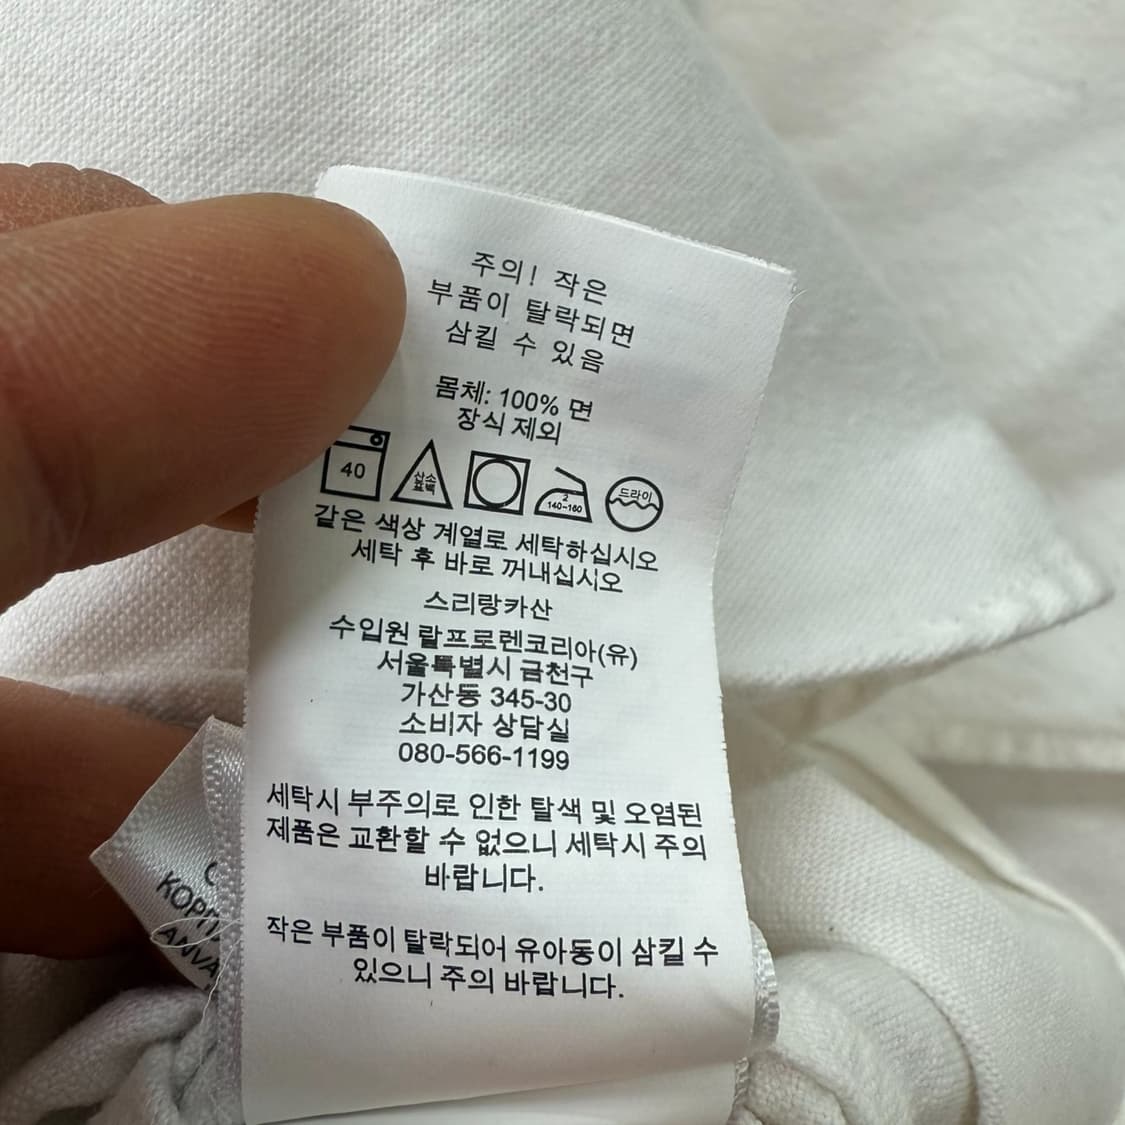 주의! 작은
부품이 탈락되면
삼킬 수 있음
몸체: 100% 면
장식 제외
40
산소
표백
2
140~160
드라이
같은 색상 계열로 세탁하십시오
세탁 후 바로 꺼내십시오
스리랑카산
수입원 랄프로렌코리아(유)
서울특별시 금천구
가산동 345-30
소비자 상담실
080-566-1199
세탁시 부주의로 인한 탈색 및 오염된
제품은 교환할 수 없으니 세탁시 주의
바랍니다.
작은 부품이 탈락되어 유아동이 삼킬 수
있으니 주의 바랍니다.